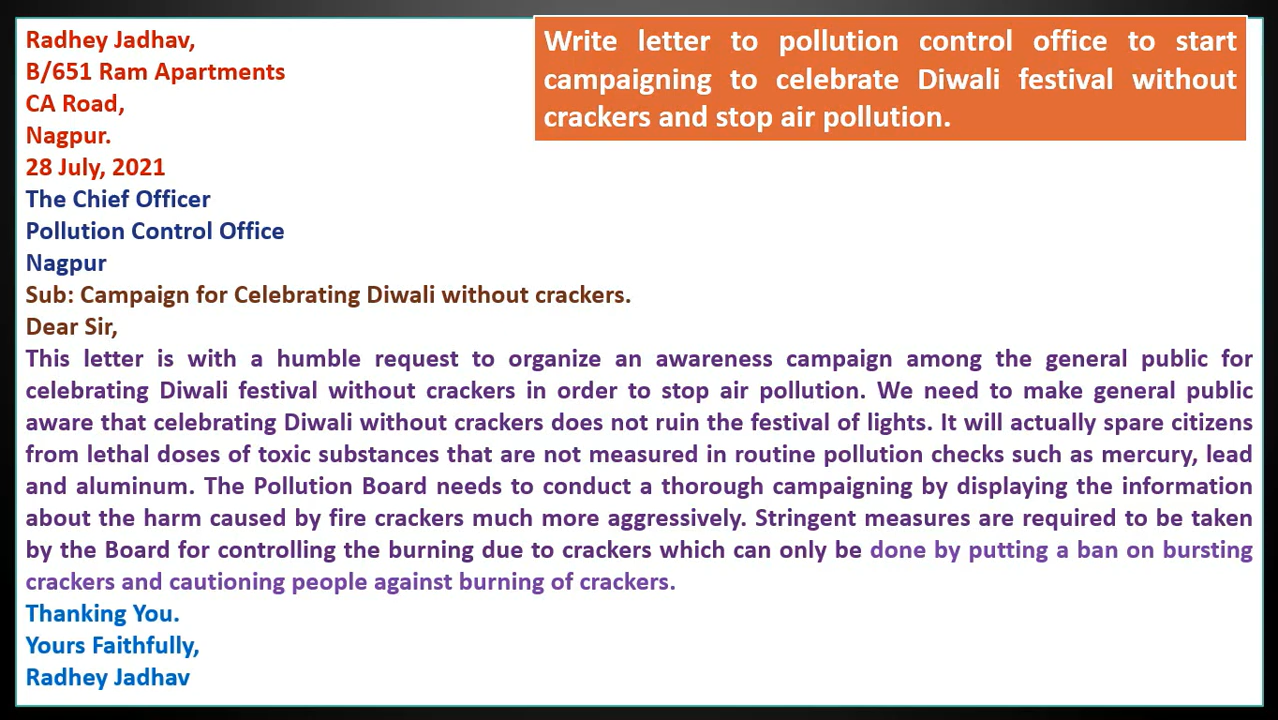 Radhey Jadhav,
B/651 Ram Apartments
CA Road,
Nagpur.
28 July, 2021
Write letter to pollution control office to start
campaigning to celebrate Diwali festival without
crackers and stop air pollution.
The Chief Officer
Pollution Control Office
Nagpur
Sub: Campaign for Celebrating Diwali without crackers.
Dear Sir,
This letter is with a humble request to organize an awareness campaign among the general public for
celebrating Diwali festival without crackers in order to stop air pollution. We need to make general public
aware that celebrating Diwali without crackers does not ruin the festival of lights. It will actually spare citizens
from lethal doses of toxic substances that are not measured in routine pollution checks such as mercury, lead
and aluminum. The Pollution Board needs to conduct a thorough campaigning by displaying the information
about the harm caused by fire crackers much more aggressively. Stringent measures are required to be taken
by the Board for controlling the burning due to crackers which can only be done by putting a ban on bursting
crackers and cautioning people against burning of crackers.
Thanking You.
Yours Faithfully,
Radhey Jadhav